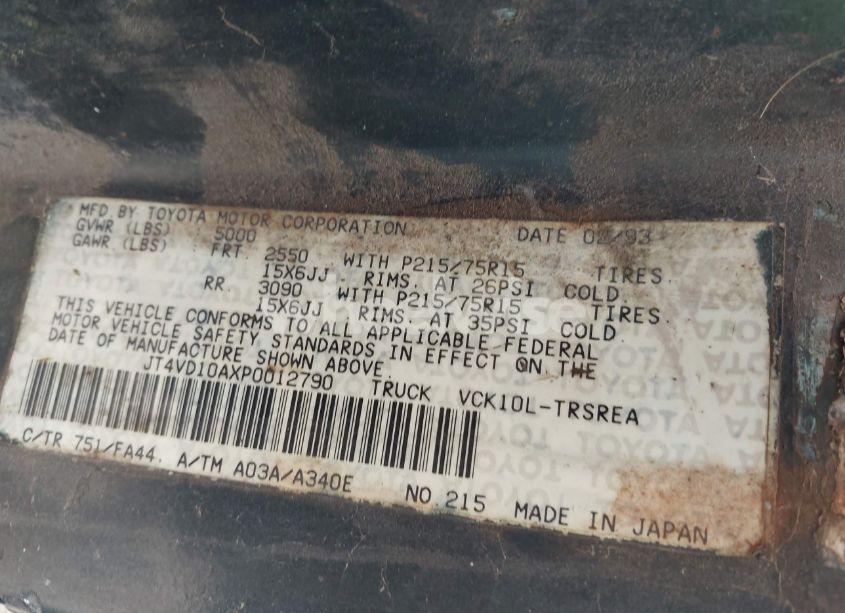 MFD BY TOYOTA MOTOR CORPORATION DATE 02/93
GVWR (LBS) 5000
GAWR (LBS) FRT. 2550 WITH P215/75R15 TIRES.
15X6JJ RIMS. AT 26PSI COLD
RR. 3090 WITH P215/75R15 TIRES.
15X6JJ RIMS. AT 35PSI COLD
THIS VEHICLE CONFORMS TO ALL APPLICABLE FEDERAL
MOTOR VEHICLE SAFETY STANDARDS IN EFFECT ON THE
DATE OF MANUFACTURE SHOWN ABOVE.
JT4VD10AXP0012790 TRUCK VCK10L-TRSREA
C/TR 751/FA44. A/TM A03A/A340E
NO 215 MADE IN JAPAN